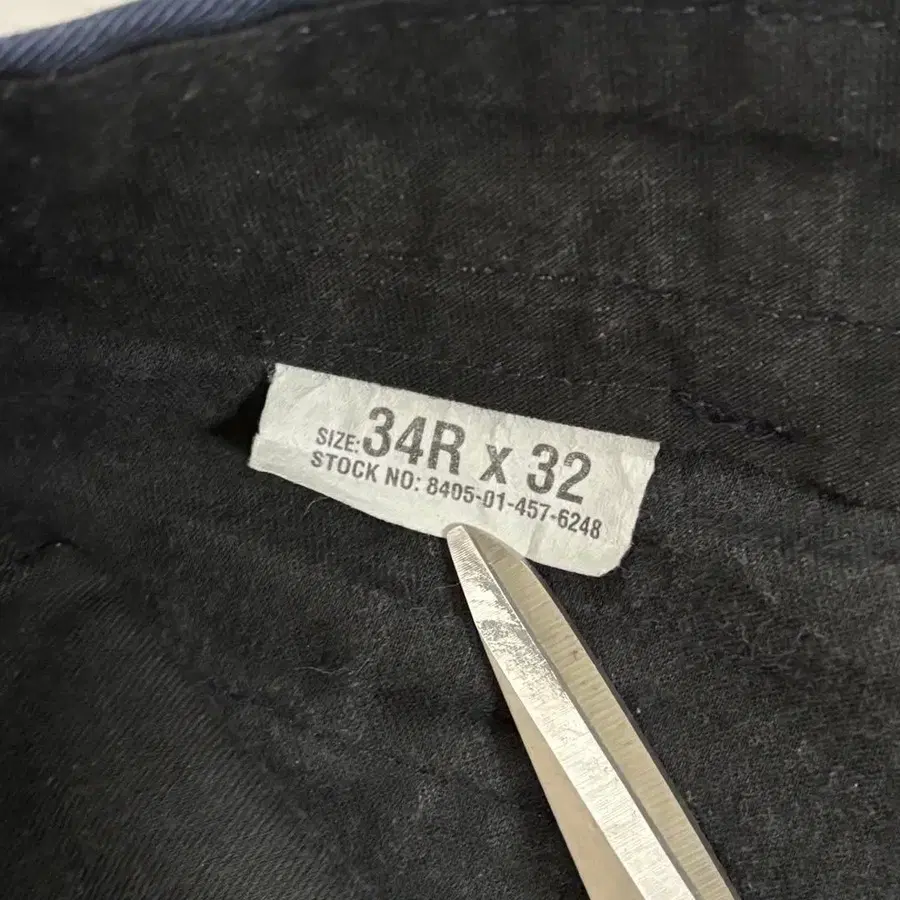 SIZE: 34R x 32
STOCK NO: 8405-01-457-6248